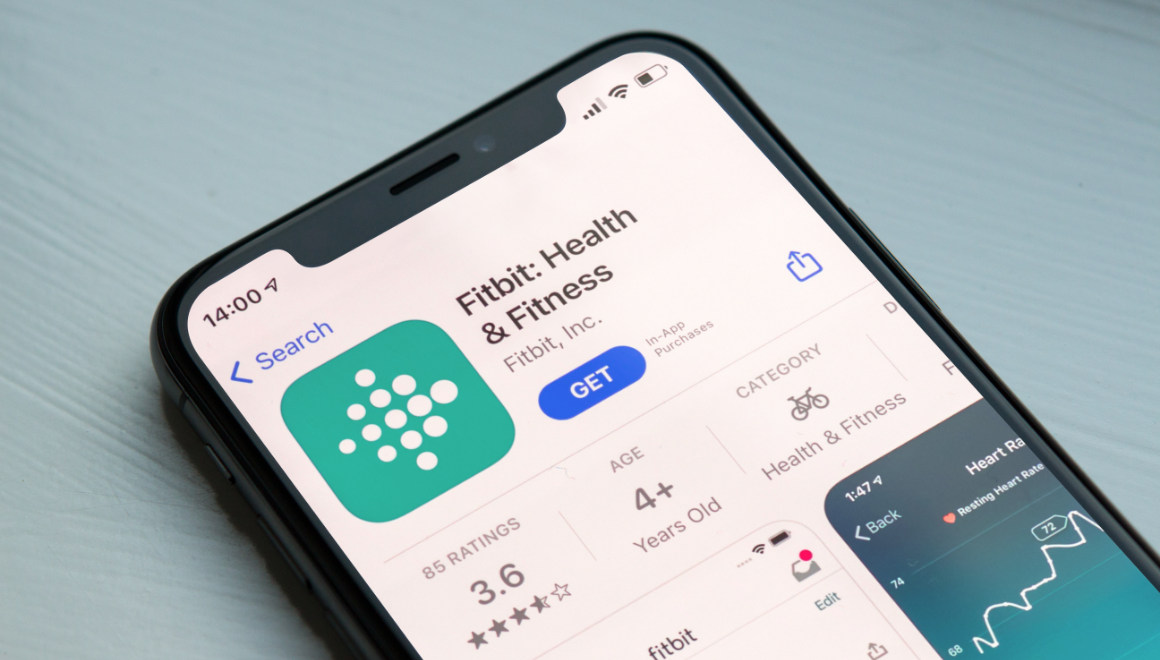 14:00
Search
Fitbit: Health
& Fitness
Fitbit, Inc.
GET
In-App
Purchases
85 RATINGS
3.6
AGE
4+
Years Old
CATEGORY
Health & Fitness
D
F
fitbit
Edit
1:47
Back
Heart Ra
Resting Heart Rate
72
74
68